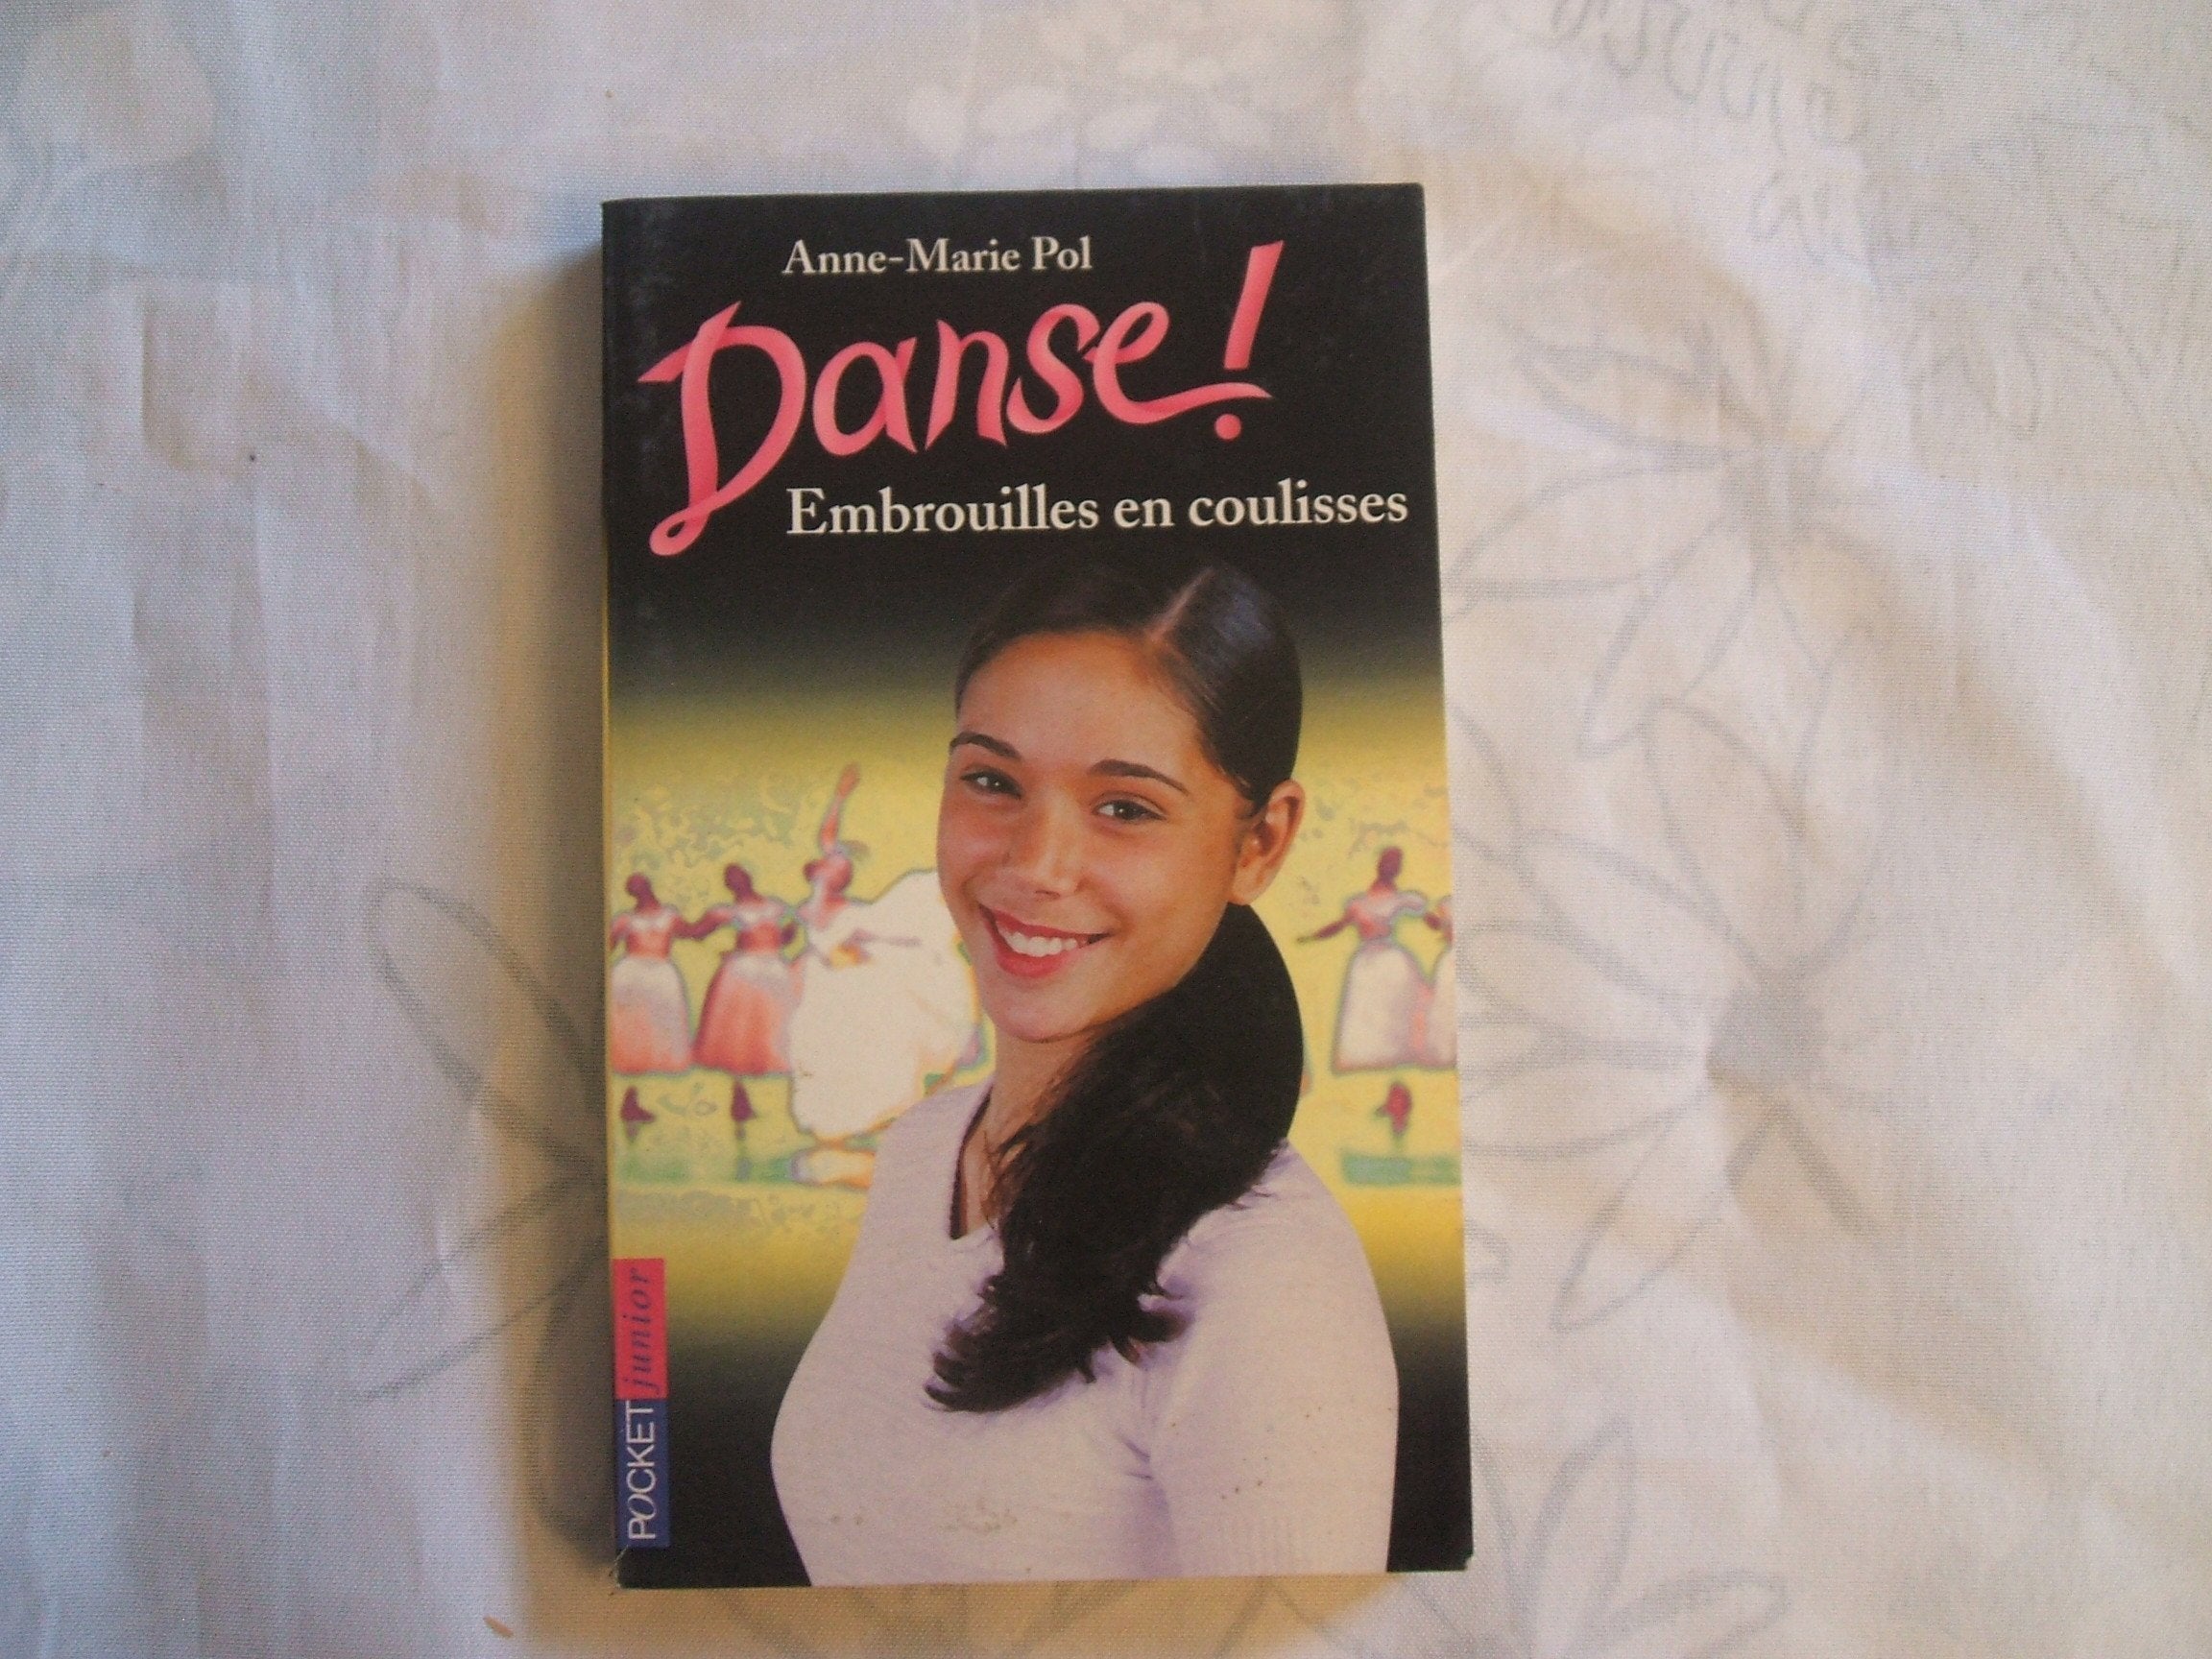 Anne-Marie Pol
Danse!
Embrouilles en coulisses
POCKET junior